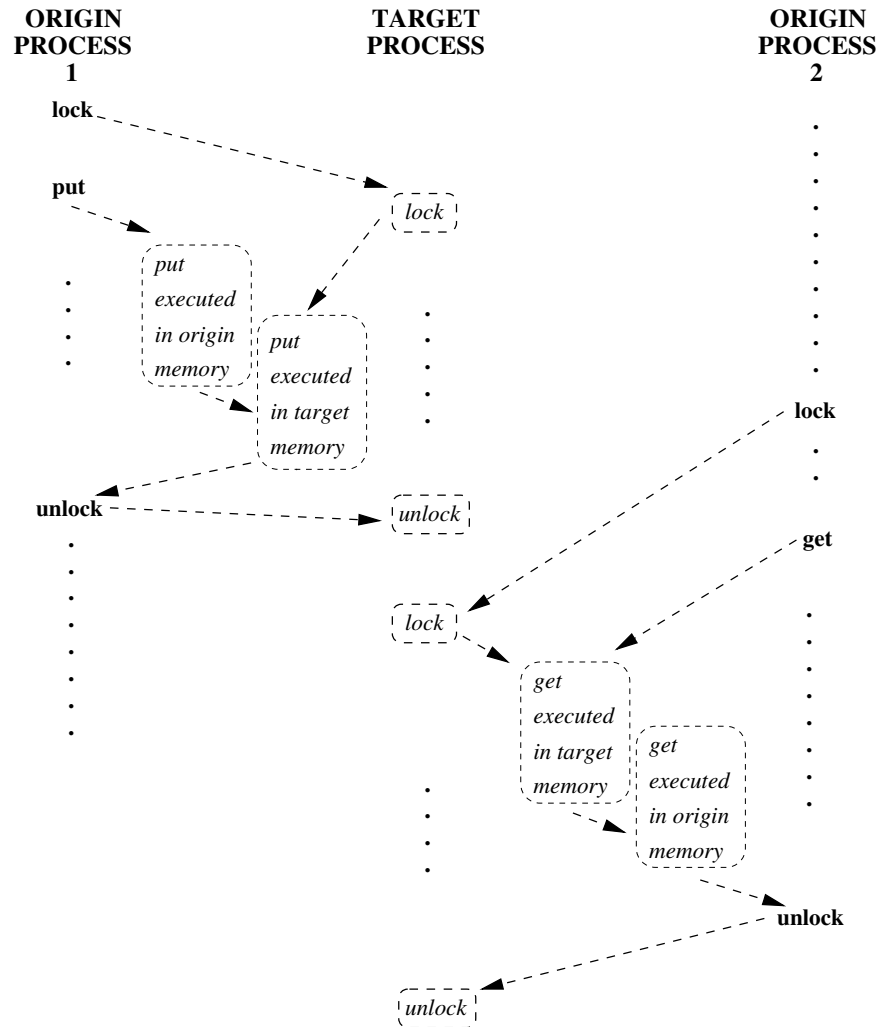 ORIGIN PROCESS 1
TARGET PROCESS
ORIGIN PROCESS 2
lock
put
lock
put
executed
in origin
memory
put
executed
in target
memory
lock
unlock
unlock
get
lock
get
executed
in target
memory
get
executed
in origin
memory
unlock
unlock